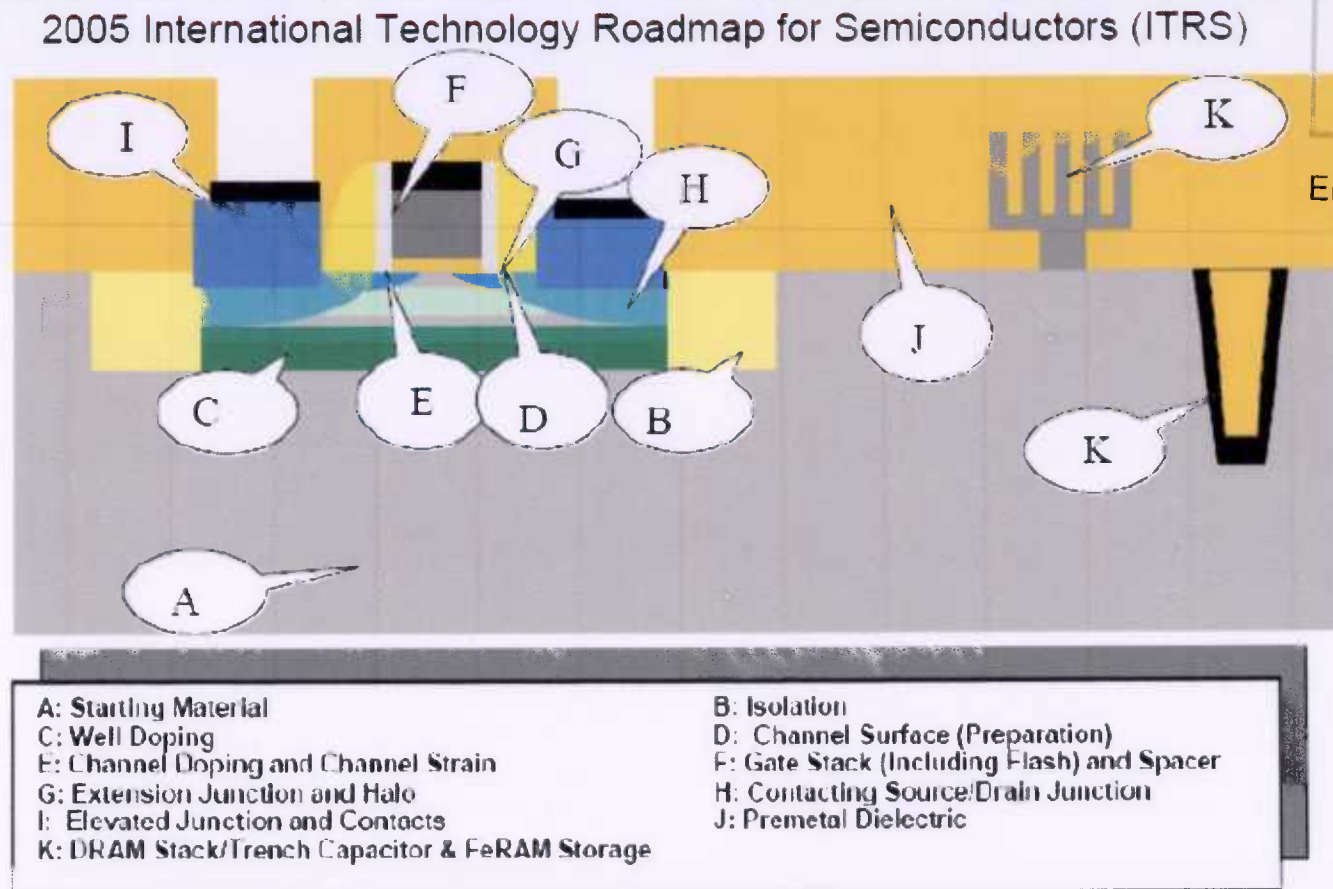 2005 International Technology Roadmap for Semiconductors (ITRS)
F
K
I
G
H
J
C
E
D
B
K
A
A: Starting Material
B: Isolation
C: Well Doping
D: Channel Surface (Preparation)
E: Channel Doping and Channel Strain
F: Gate Stack (Including Flash) and Spacer
G: Extension Junction and Halo
H: Contacting Source/Drain Junction
I: Elevated Junction and Contacts
J: Premetal Dielectric
K: DRAM Stack/Trench Capacitor & FeRAM Storage